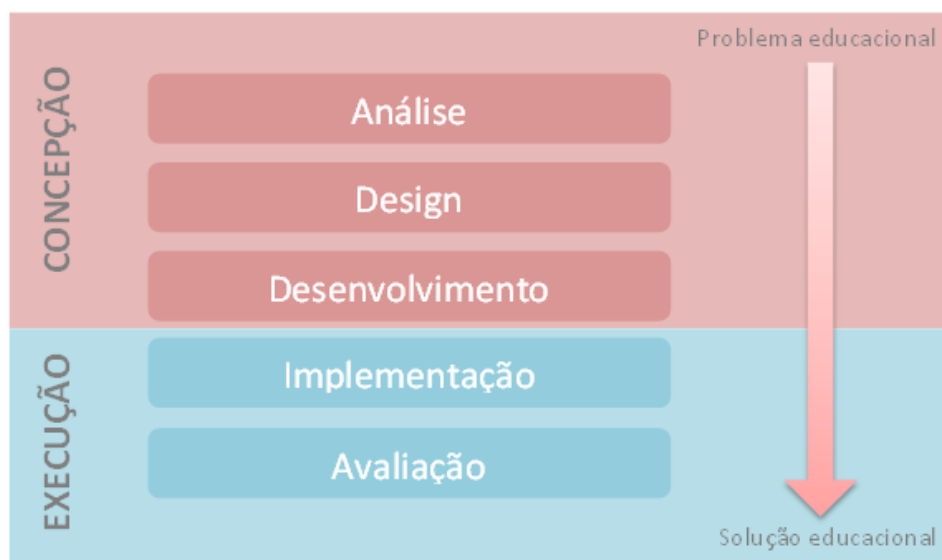 Problema educacional
CONCEPÇÃO
Análise
Design
Desenvolvimento
EXECUÇÃO
Implementação
Avaliação
Solução educacional